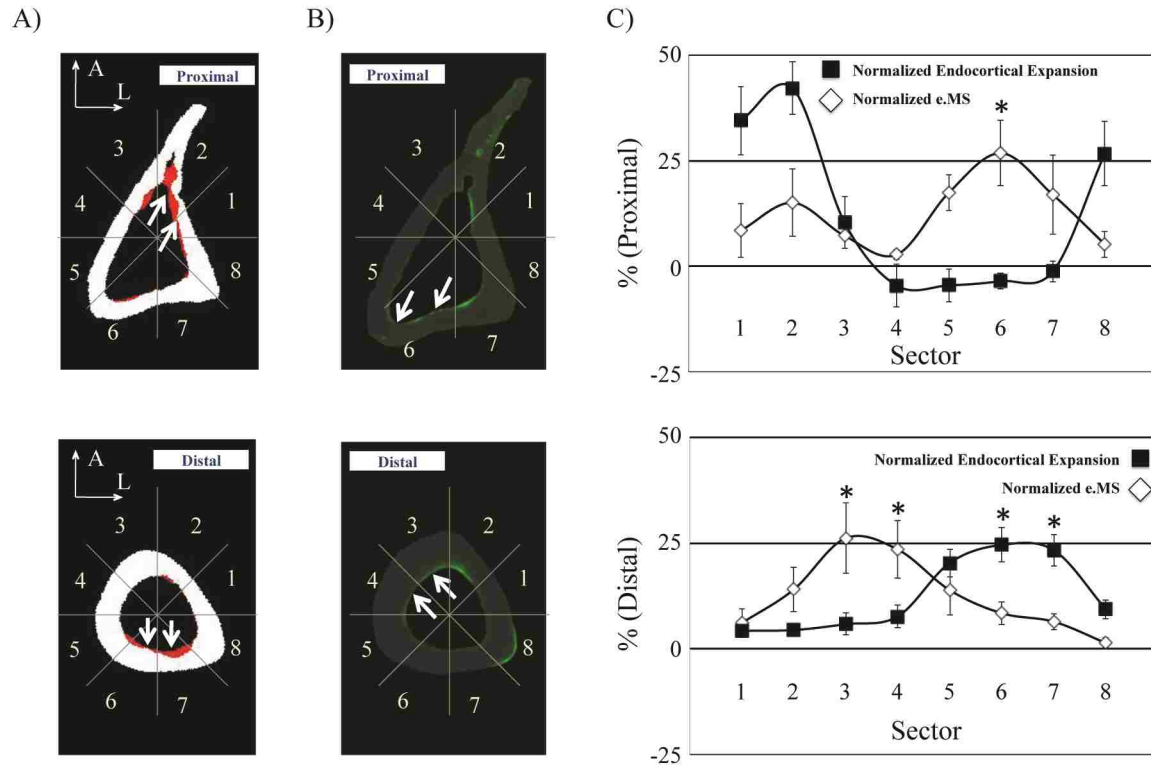 A)
B)
C)
A
L
Proximal
3
2
4
1
5
8
6
7
Proximal
3
2
4
1
5
8
6
7
50
25
0
-25
% (Proximal)
Normalized Endocortical Expansion
Normalized e.MS
*
1 2 3 4 5 6 7 8
Sector
A
L
Distal
3
2
4
1
5
8
6
7
Distal
3
2
4
1
5
8
6
7
50
25
0
-25
% (Distal)
Normalized Endocortical Expansion
Normalized e.MS
* * * *
1 2 3 4 5 6 7 8
Sector